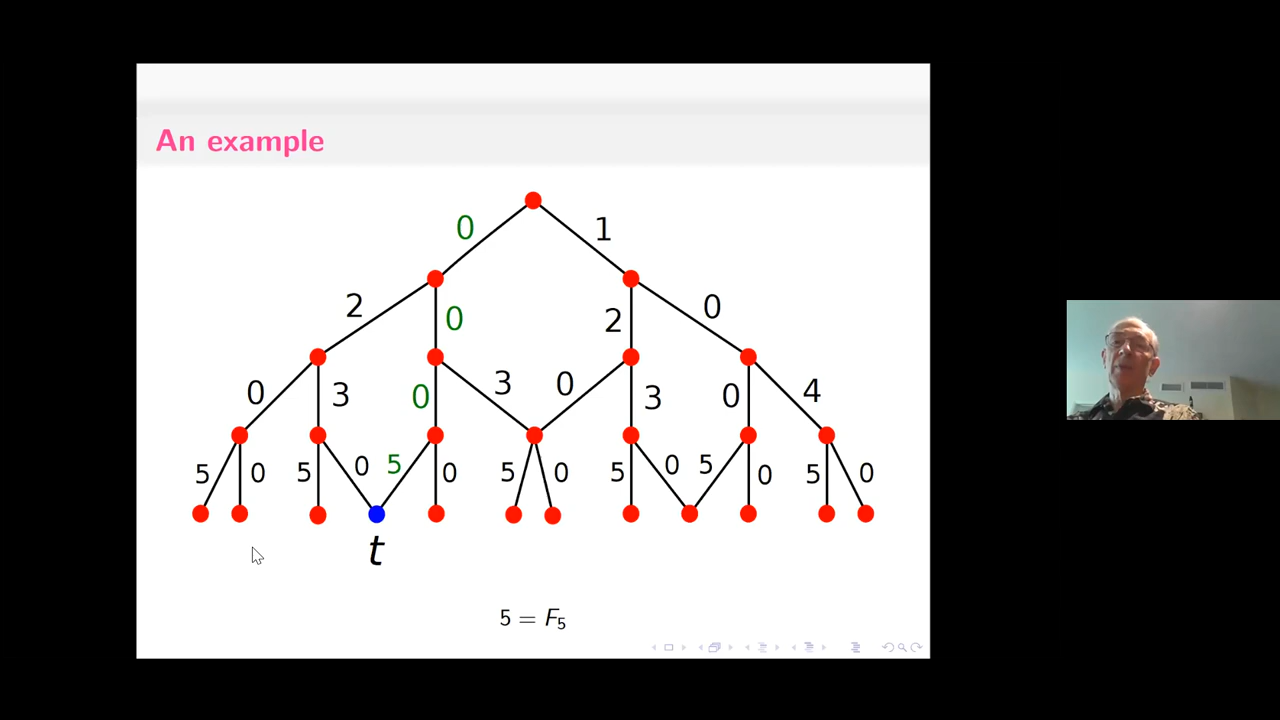 An example
0 1
2 0 2 0
0 3 0 3 0 3 0 4
5 0 5 0 5 0 5 0 5 0 5 0 5 0
t
5 = F5